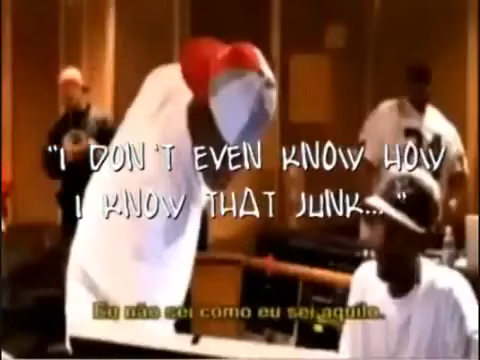 "I DON'T EVEN KNOW HOW
I KNOW THAT JUNK..."
Eu não sei como eu sei aquilo.